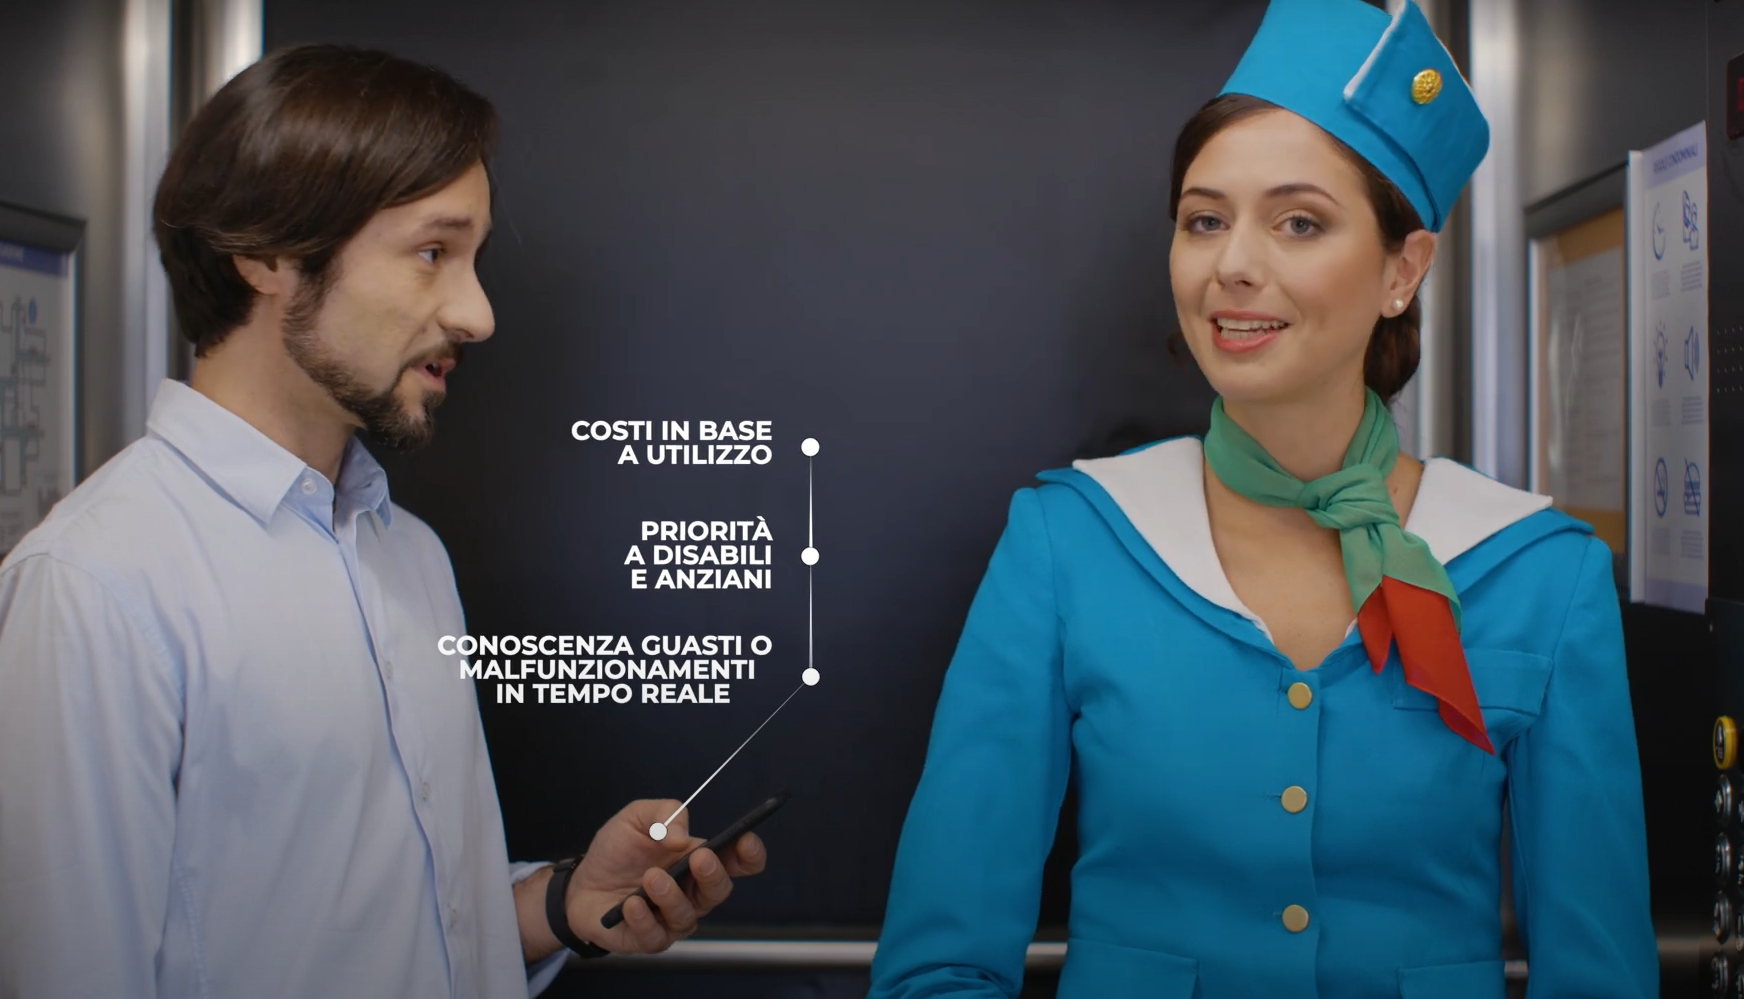 COSTI IN BASE
A UTILIZZO
PRIORITÀ
A DISABILI
E ANZIANI
CONOSCENZA GUASTI O
MALFUNZIONAMENTI
IN TEMPO REALE